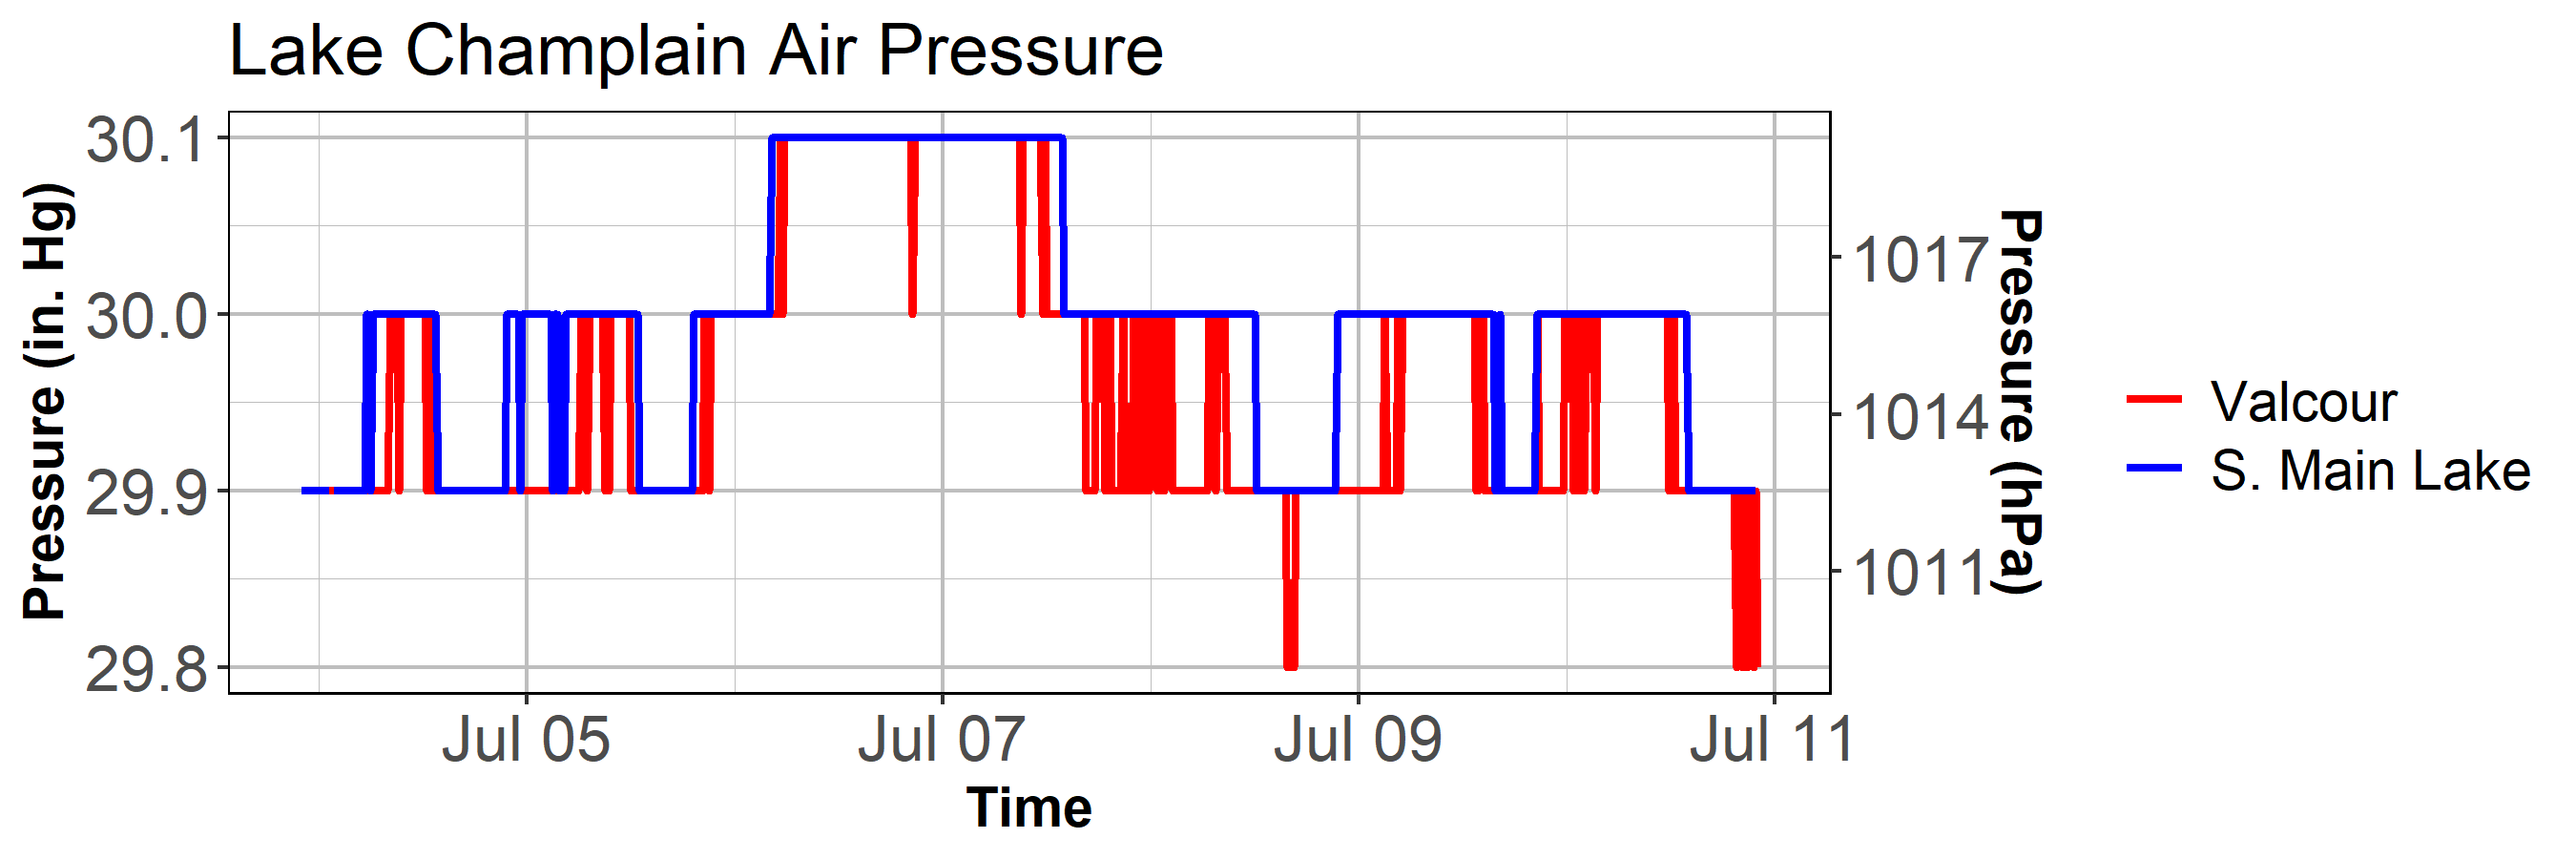 Lake Champlain Air Pressure
Pressure (in. Hg)
30.1
30.0
29.9
29.8
Jul 05
Jul 07
Jul 09
Jul 11
Time
1017
1014
1011
Pressure (hPa)
Valcour
S. Main Lake